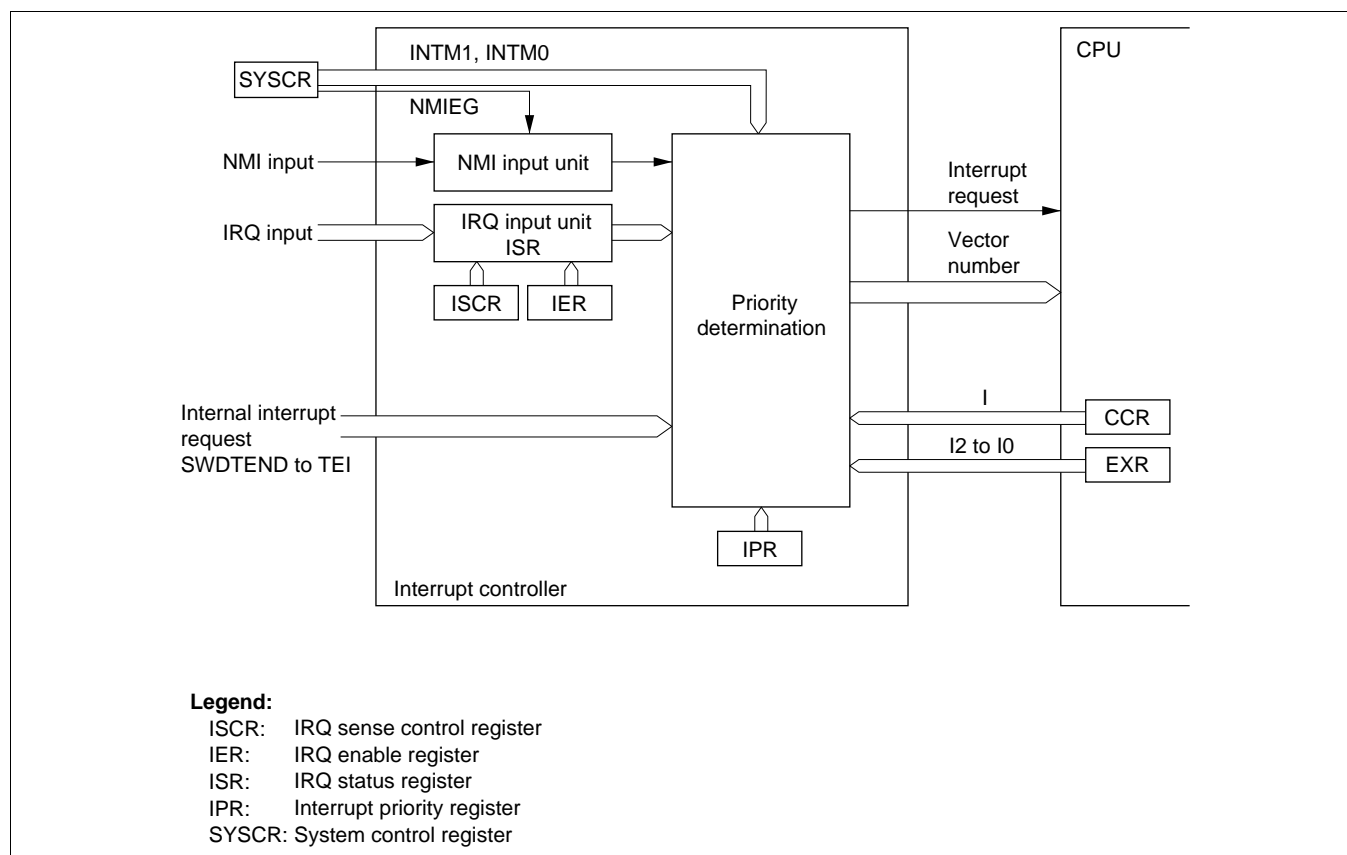 INTM1, INTM0
CPU
SYSCR
NMIEG
NMI input
NMI input unit
Interrupt
request
IRQ input
IRQ input unit
ISR
Vector
number
ISCR
IER
Priority
determination
Internal interrupt
request
SWDTEND to TEI
I
CCR
I2 to I0
EXR
IPR
Interrupt controller
Legend:
ISCR: IRQ sense control register
IER: IRQ enable register
ISR: IRQ status register
IPR: Interrupt priority register
SYSCR: System control register